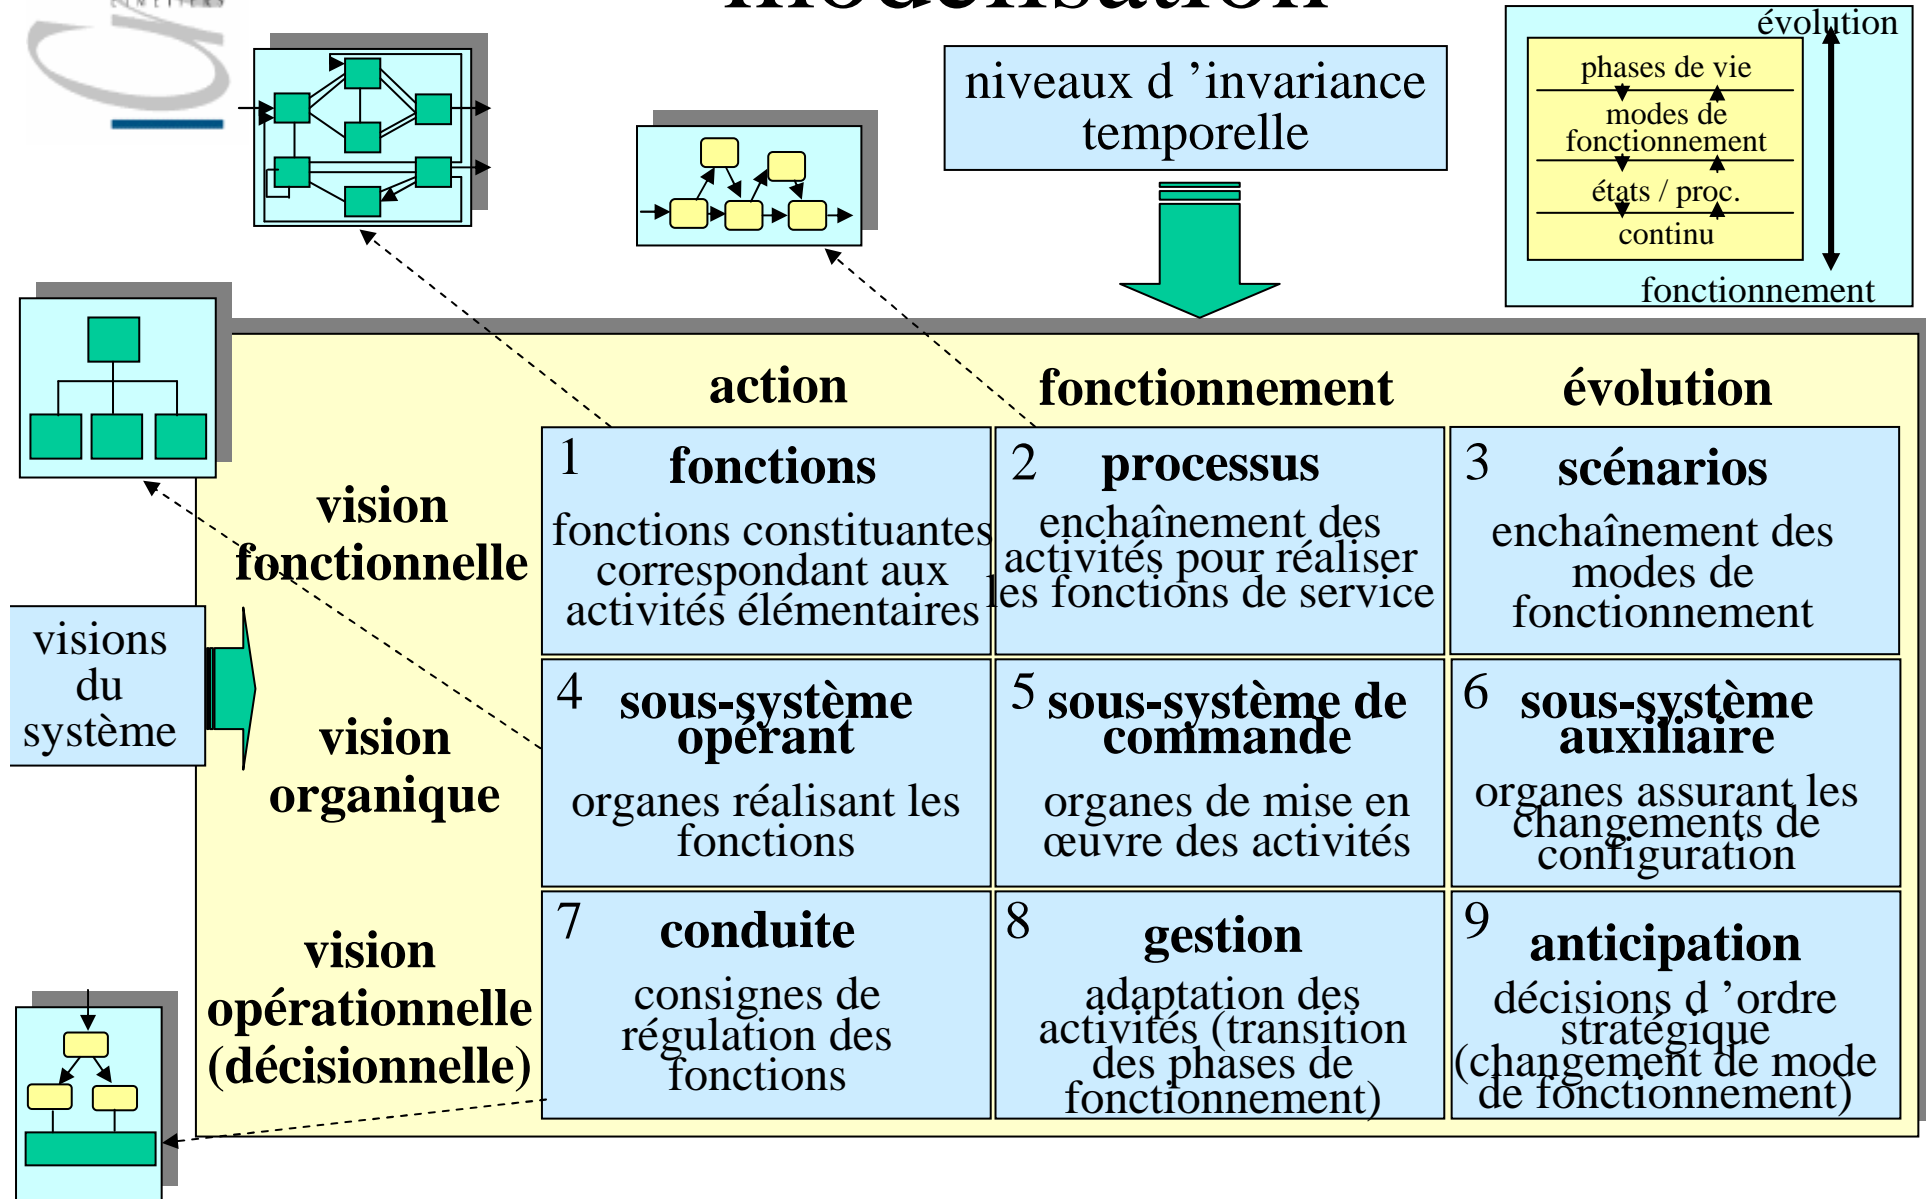 modélisation
niveaux d ’invariance
temporelle
évolution
phases de vie
modes de
fonctionnement
états / proc.
continu
fonctionnement
action
fonctionnement
évolution
visions
du
système
vision
fonctionnelle
1
fonctions
fonctions constituantes
correspondant aux
activités élémentaires
2
processus
enchaînement des
activités pour réaliser
les fonctions de service
3
scénarios
enchaînement des
modes de
fonctionnement
vision
organique
4
sous-système
opérant
organes réalisant les
fonctions
5
sous-système de
commande
organes de mise en
œuvre des activités
6
sous-système
auxiliaire
organes assurant les
changements de
configuration
vision
opérationnelle
(décisionnelle)
7
conduite
consignes de
régulation des
fonctions
8
gestion
adaptation des
activités (transition
des phases de
fonctionnement)
9
anticipation
décisions d ’ordre
stratégique
(changement de mode
de fonctionnement)